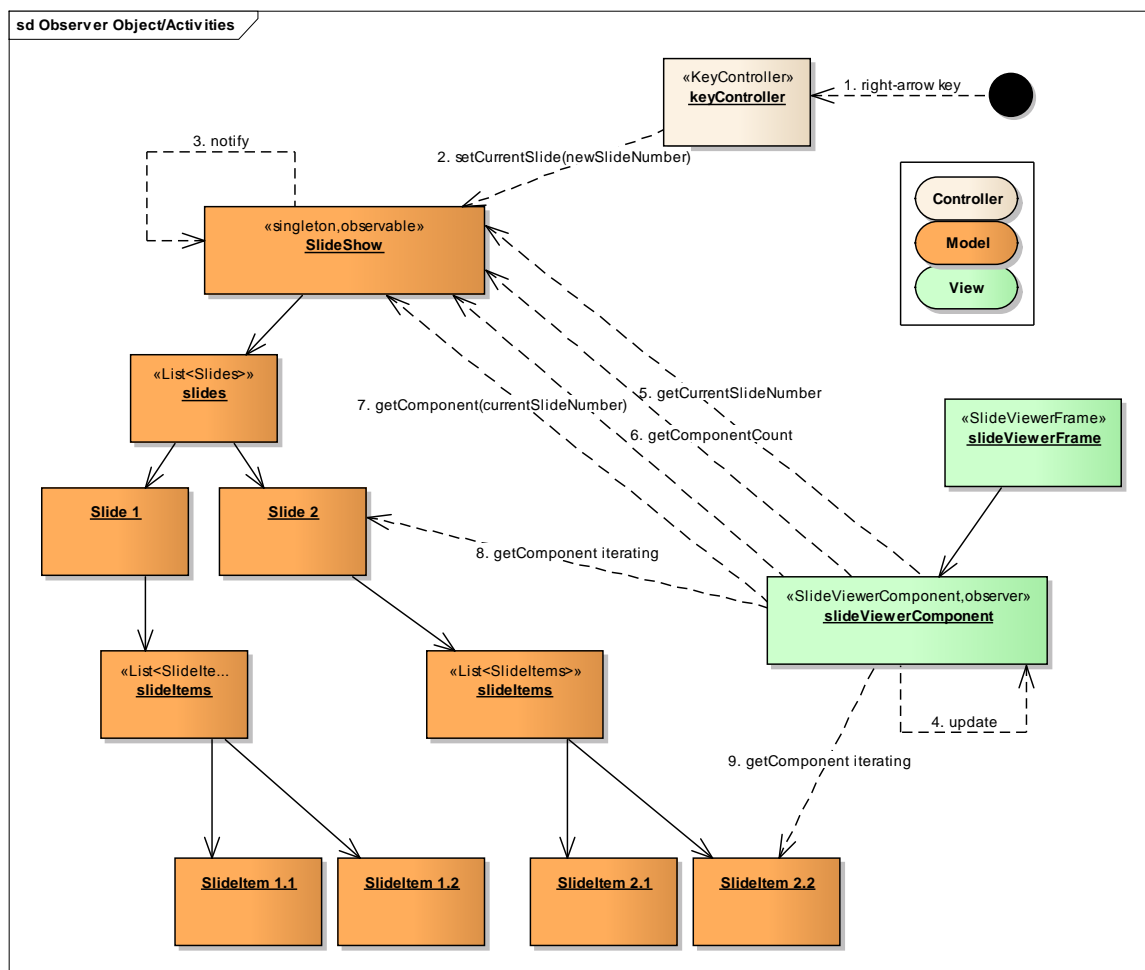 sd Observer Object/Activities
«KeyController»
keyController
1. right-arrow key
3. notify
2. setCurrentSlide(newSlideNumber)
Controller
Model
View
«singleton,observable»
SlideShow
«List<Slides>»
slides
5. getCurrentSlideNumber
7. getComponent(currentSlideNumber)
6. getComponentCount
«SlideViewerFrame»
slideViewerFrame
Slide 1
Slide 2
8. getComponent iterating
«SlideViewerComponent,observer»
slideViewerComponent
«List<SlideIte...
slideItems
«List<SlideItems>»
slideItems
4. update
9. getComponent iterating
SlideItem 1.1
SlideItem 1.2
SlideItem 2.1
SlideItem 2.2